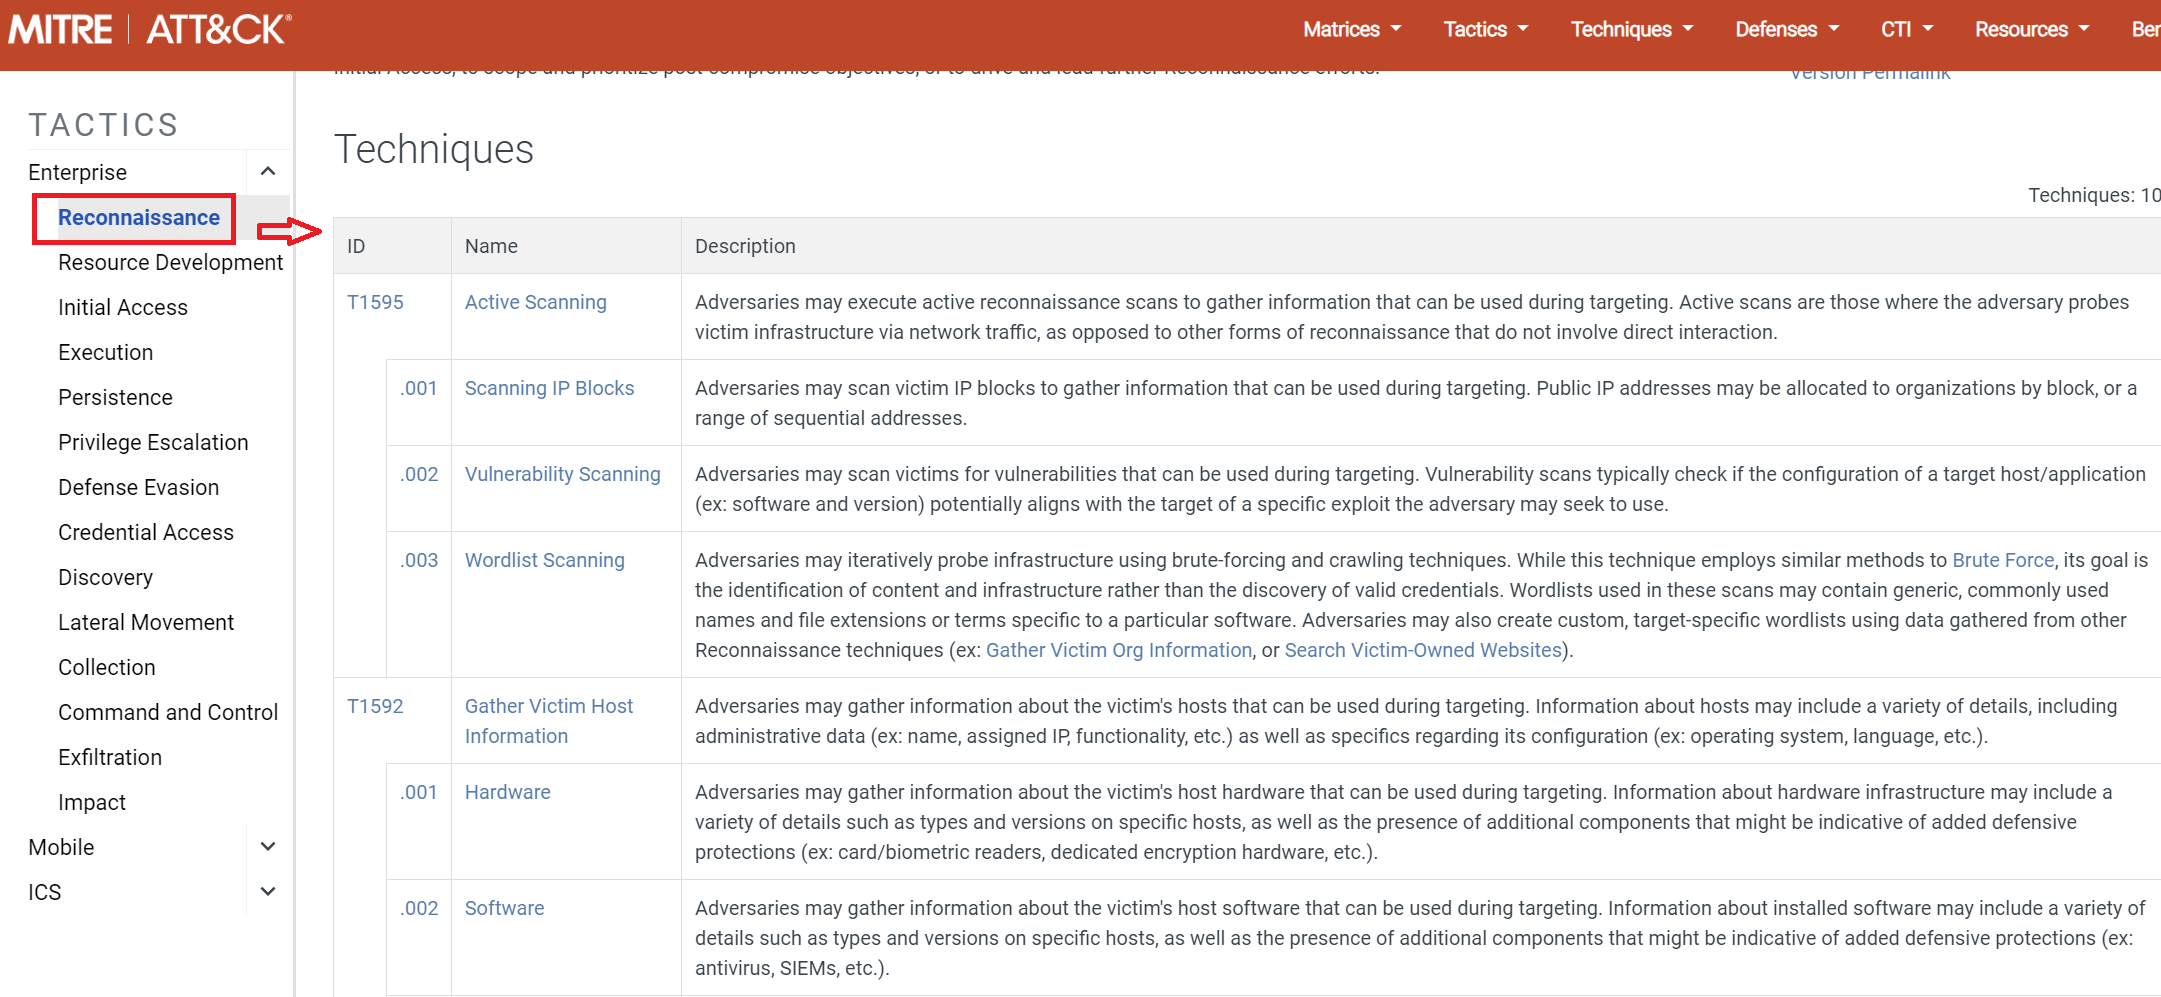 MITRE | ATT&CK®
Matrices
Tactics
Techniques
Defenses
CTI
Resources
Ber
Initial Access, to scope and prioritize post-compromise objectives, or to drive and lead further Reconnaissance efforts.
Version Permalink
TACTICS
Enterprise
Reconnaissance
Resource Development
Initial Access
Execution
Persistence
Privilege Escalation
Defense Evasion
Credential Access
Discovery
Lateral Movement
Collection
Command and Control
Exfiltration
Impact
Mobile
ICS
Techniques
Techniques: 10
ID Name Description
T1595 Active Scanning Adversaries may execute active reconnaissance scans to gather information that can be used during targeting. Active scans are those where the adversary probes
victim infrastructure via network traffic, as opposed to other forms of reconnaissance that do not involve direct interaction.
.001 Scanning IP Blocks Adversaries may scan victim IP blocks to gather information that can be used during targeting. Public IP addresses may be allocated to organizations by block, or a
range of sequential addresses.
.002 Vulnerability Scanning Adversaries may scan victims for vulnerabilities that can be used during targeting. Vulnerability scans typically check if the configuration of a target host/application
(ex: software and version) potentially aligns with the target of a specific exploit the adversary may seek to use.
.003 Wordlist Scanning Adversaries may iteratively probe infrastructure using brute-forcing and crawling techniques. While this technique employs similar methods to Brute Force, its goal is
the identification of content and infrastructure rather than the discovery of valid credentials. Wordlists used in these scans may contain generic, commonly used
names and file extensions or terms specific to a particular software. Adversaries may also create custom, target-specific wordlists using data gathered from other
Reconnaissance techniques (ex: Gather Victim Org Information, or Search Victim-Owned Websites).
T1592 Gather Victim Host Adversaries may gather information about the victim's hosts that can be used during targeting. Information about hosts may include a variety of details, including
Information administrative data (ex: name, assigned IP, functionality, etc.) as well as specifics regarding its configuration (ex: operating system, language, etc.).
.001 Hardware Adversaries may gather information about the victim's host hardware that can be used during targeting. Information about hardware infrastructure may include a
variety of details such as types and versions on specific hosts, as well as the presence of additional components that might be indicative of added defensive
protections (ex: card/biometric readers, dedicated encryption hardware, etc.).
.002 Software Adversaries may gather information about the victim's host software that can be used during targeting. Information about installed software may include a variety of
details such as types and versions on specific hosts, as well as the presence of additional components that might be indicative of added defensive protections (ex:
antivirus, SIEMs, etc.).